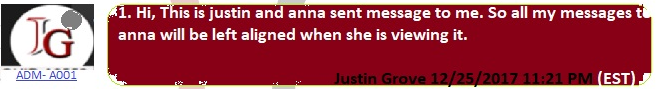 1. Hi, This is justin and anna sent message to me. So all my messages t
anna will be left aligned when she is viewing it.
JG
ADM- A001
Justin Grove 12/25/2017 11:21 PM (EST)